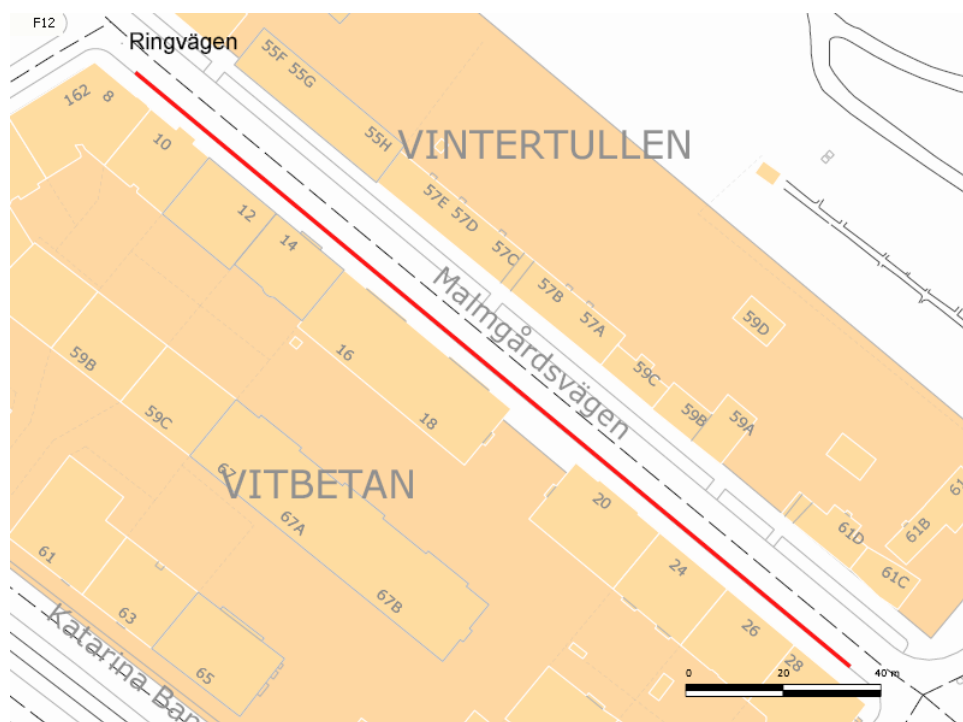 F12
Ringvägen
55F
55G
162
8
10
55H
VINTERTULLEN
12
57E
57D
14
57C
57B
Malmgårdsvägen
57A
59D
16
59B
59C
59C
18
59B
59A
67
VITBETAN
20
67A
61
61B
61D
61
24
61C
67B
63
26
Katarina Ban
65
28
0 20 40 m